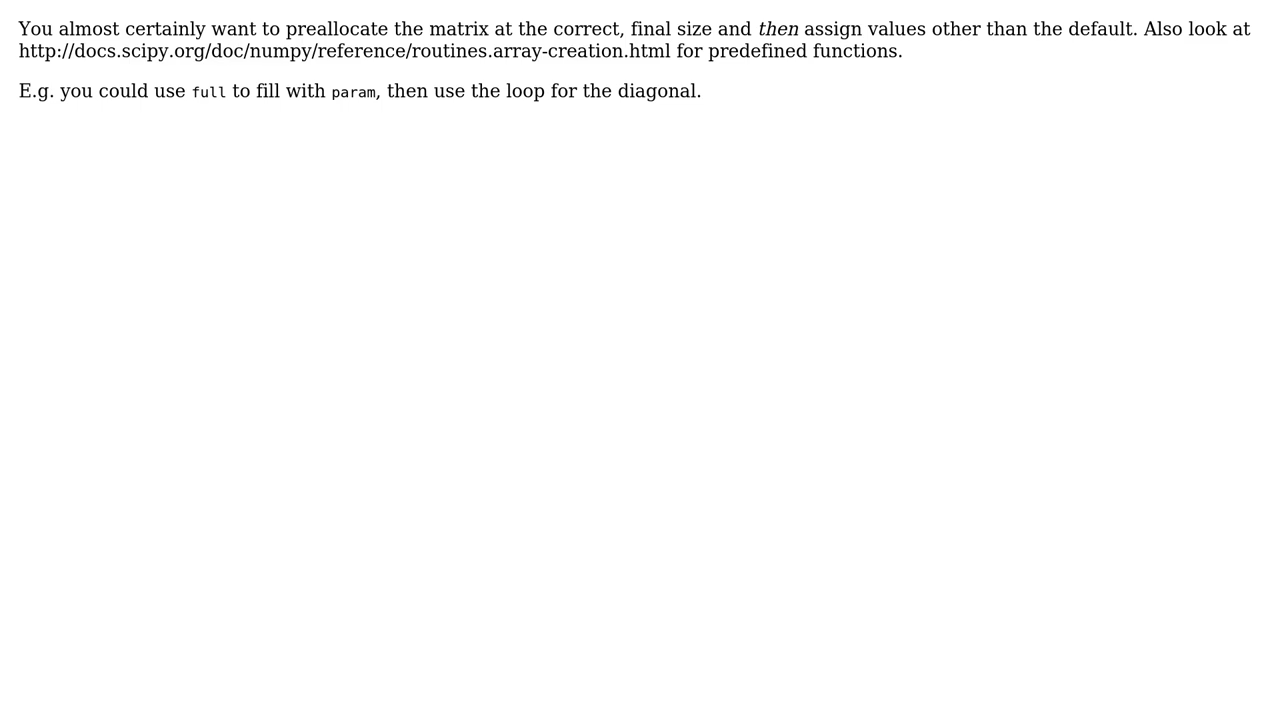 You almost certainly want to preallocate the matrix at the correct, final size and then assign values other than the default. Also look at
http://docs.scipy.org/doc/numpy/reference/routines.array-creation.html for predefined functions.
E.g. you could use full to fill with param, then use the loop for the diagonal.